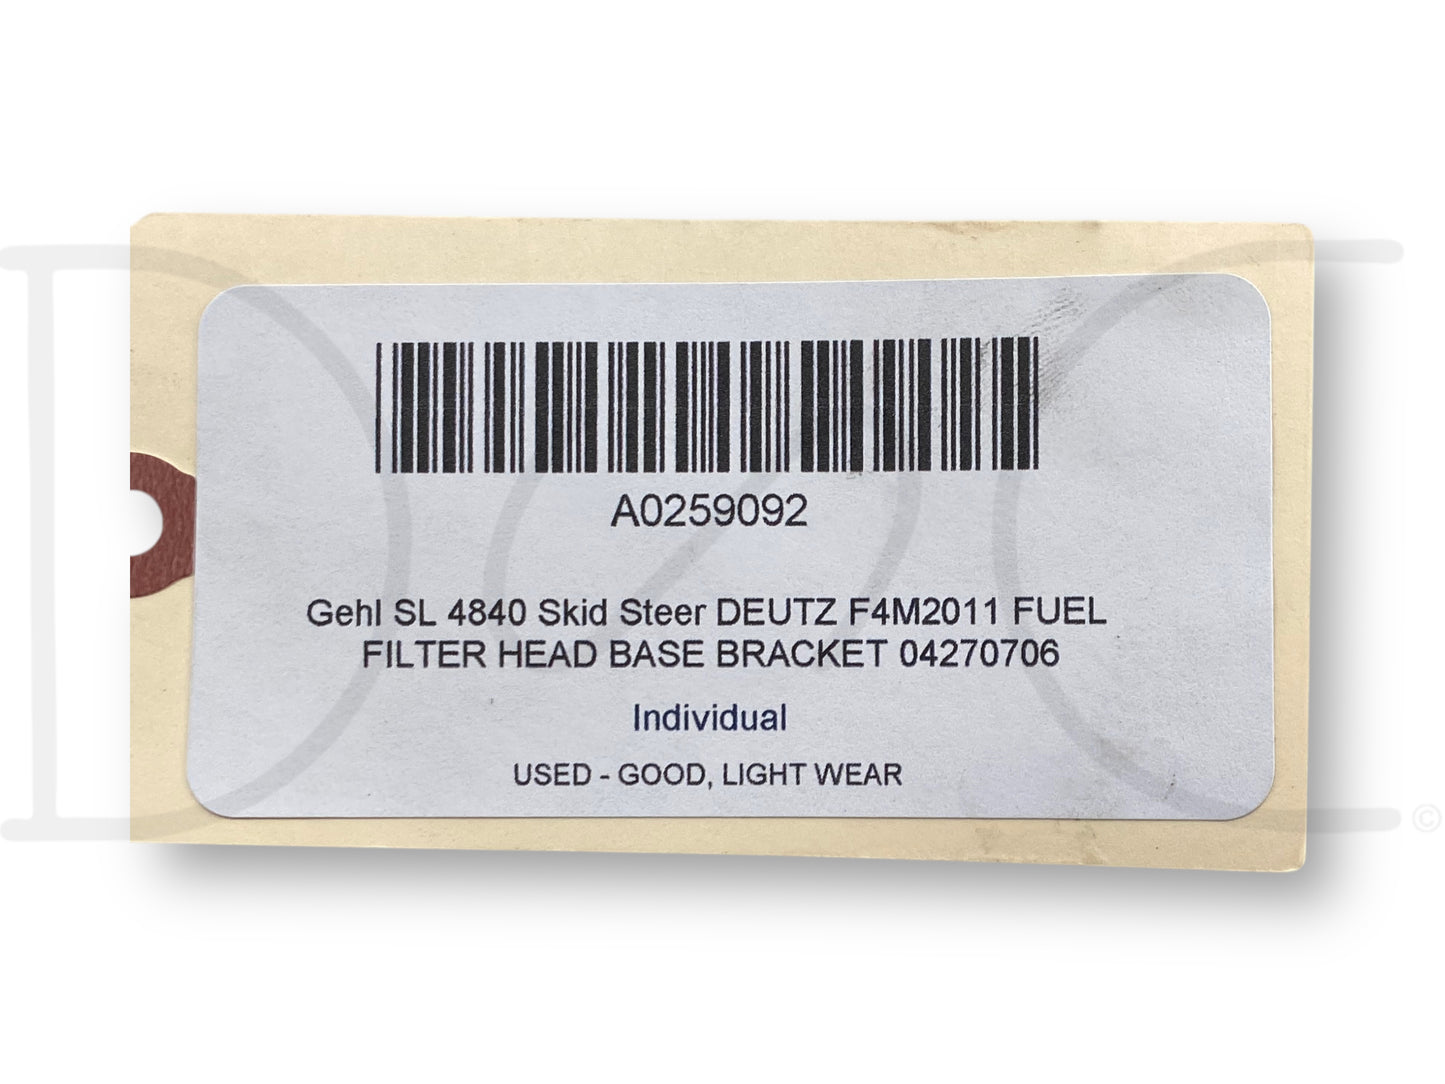 A0259092
Gehl SL 4840 Skid Steer DEUTZ F4M2011 FUEL
FILTER HEAD BASE BRACKET 04270706
Individual
USED - GOOD, LIGHT WEAR
©